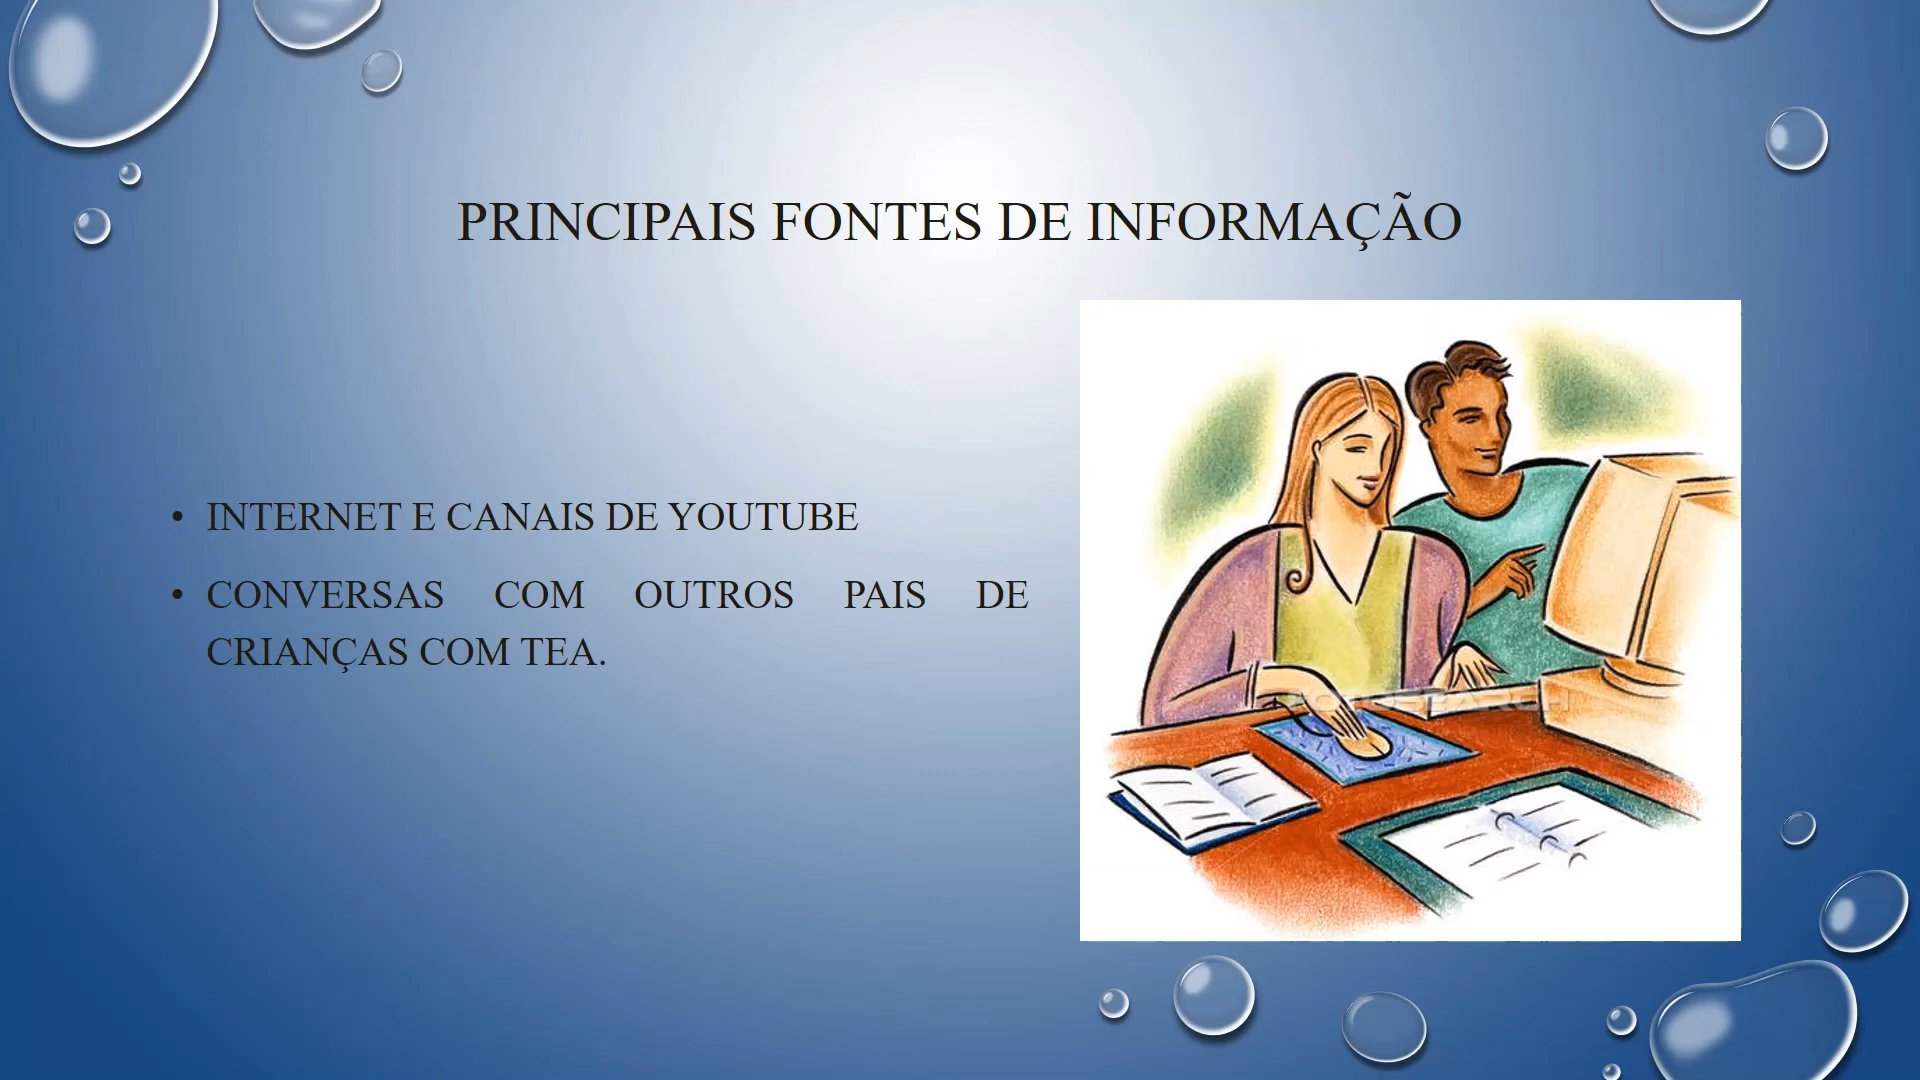 PRINCIPAIS FONTES DE INFORMAÇÃO
• INTERNET E CANAIS DE YOUTUBE
• CONVERSAS COM OUTROS PAIS DE
CRIANÇAS COM TEA.